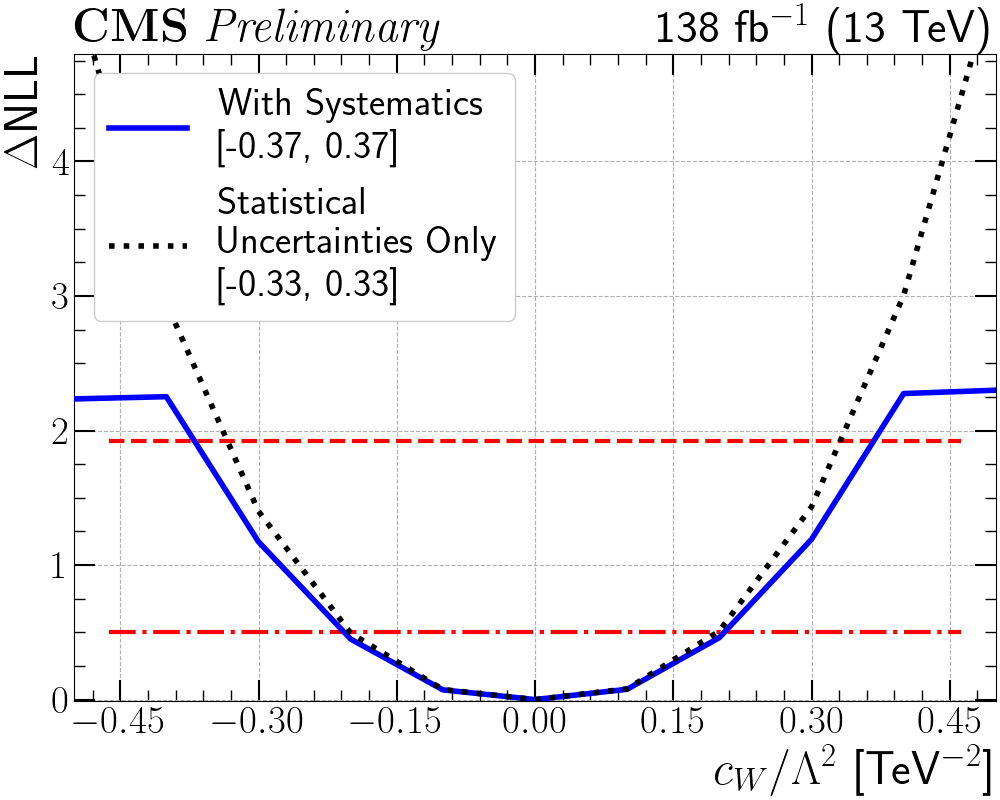 CMS Preliminary 138 fb⁻¹ (13 TeV)
ΔNLL
With Systematics
[-0.37, 0.37]
Statistical
Uncertainties Only
[-0.33, 0.33]
4
3
2
1
0
−0.45 −0.30 −0.15 0.00 0.15 0.30 0.45
c_W/Λ² [TeV⁻²]